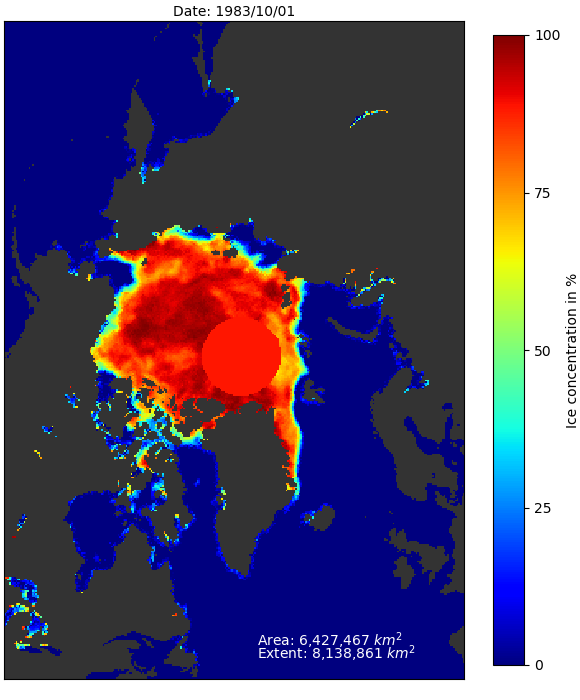 Date: 1983/10/01
100
75
50
25
0
Ice concentration in %
Area: 6,427,467 km²
Extent: 8,138,861 km²